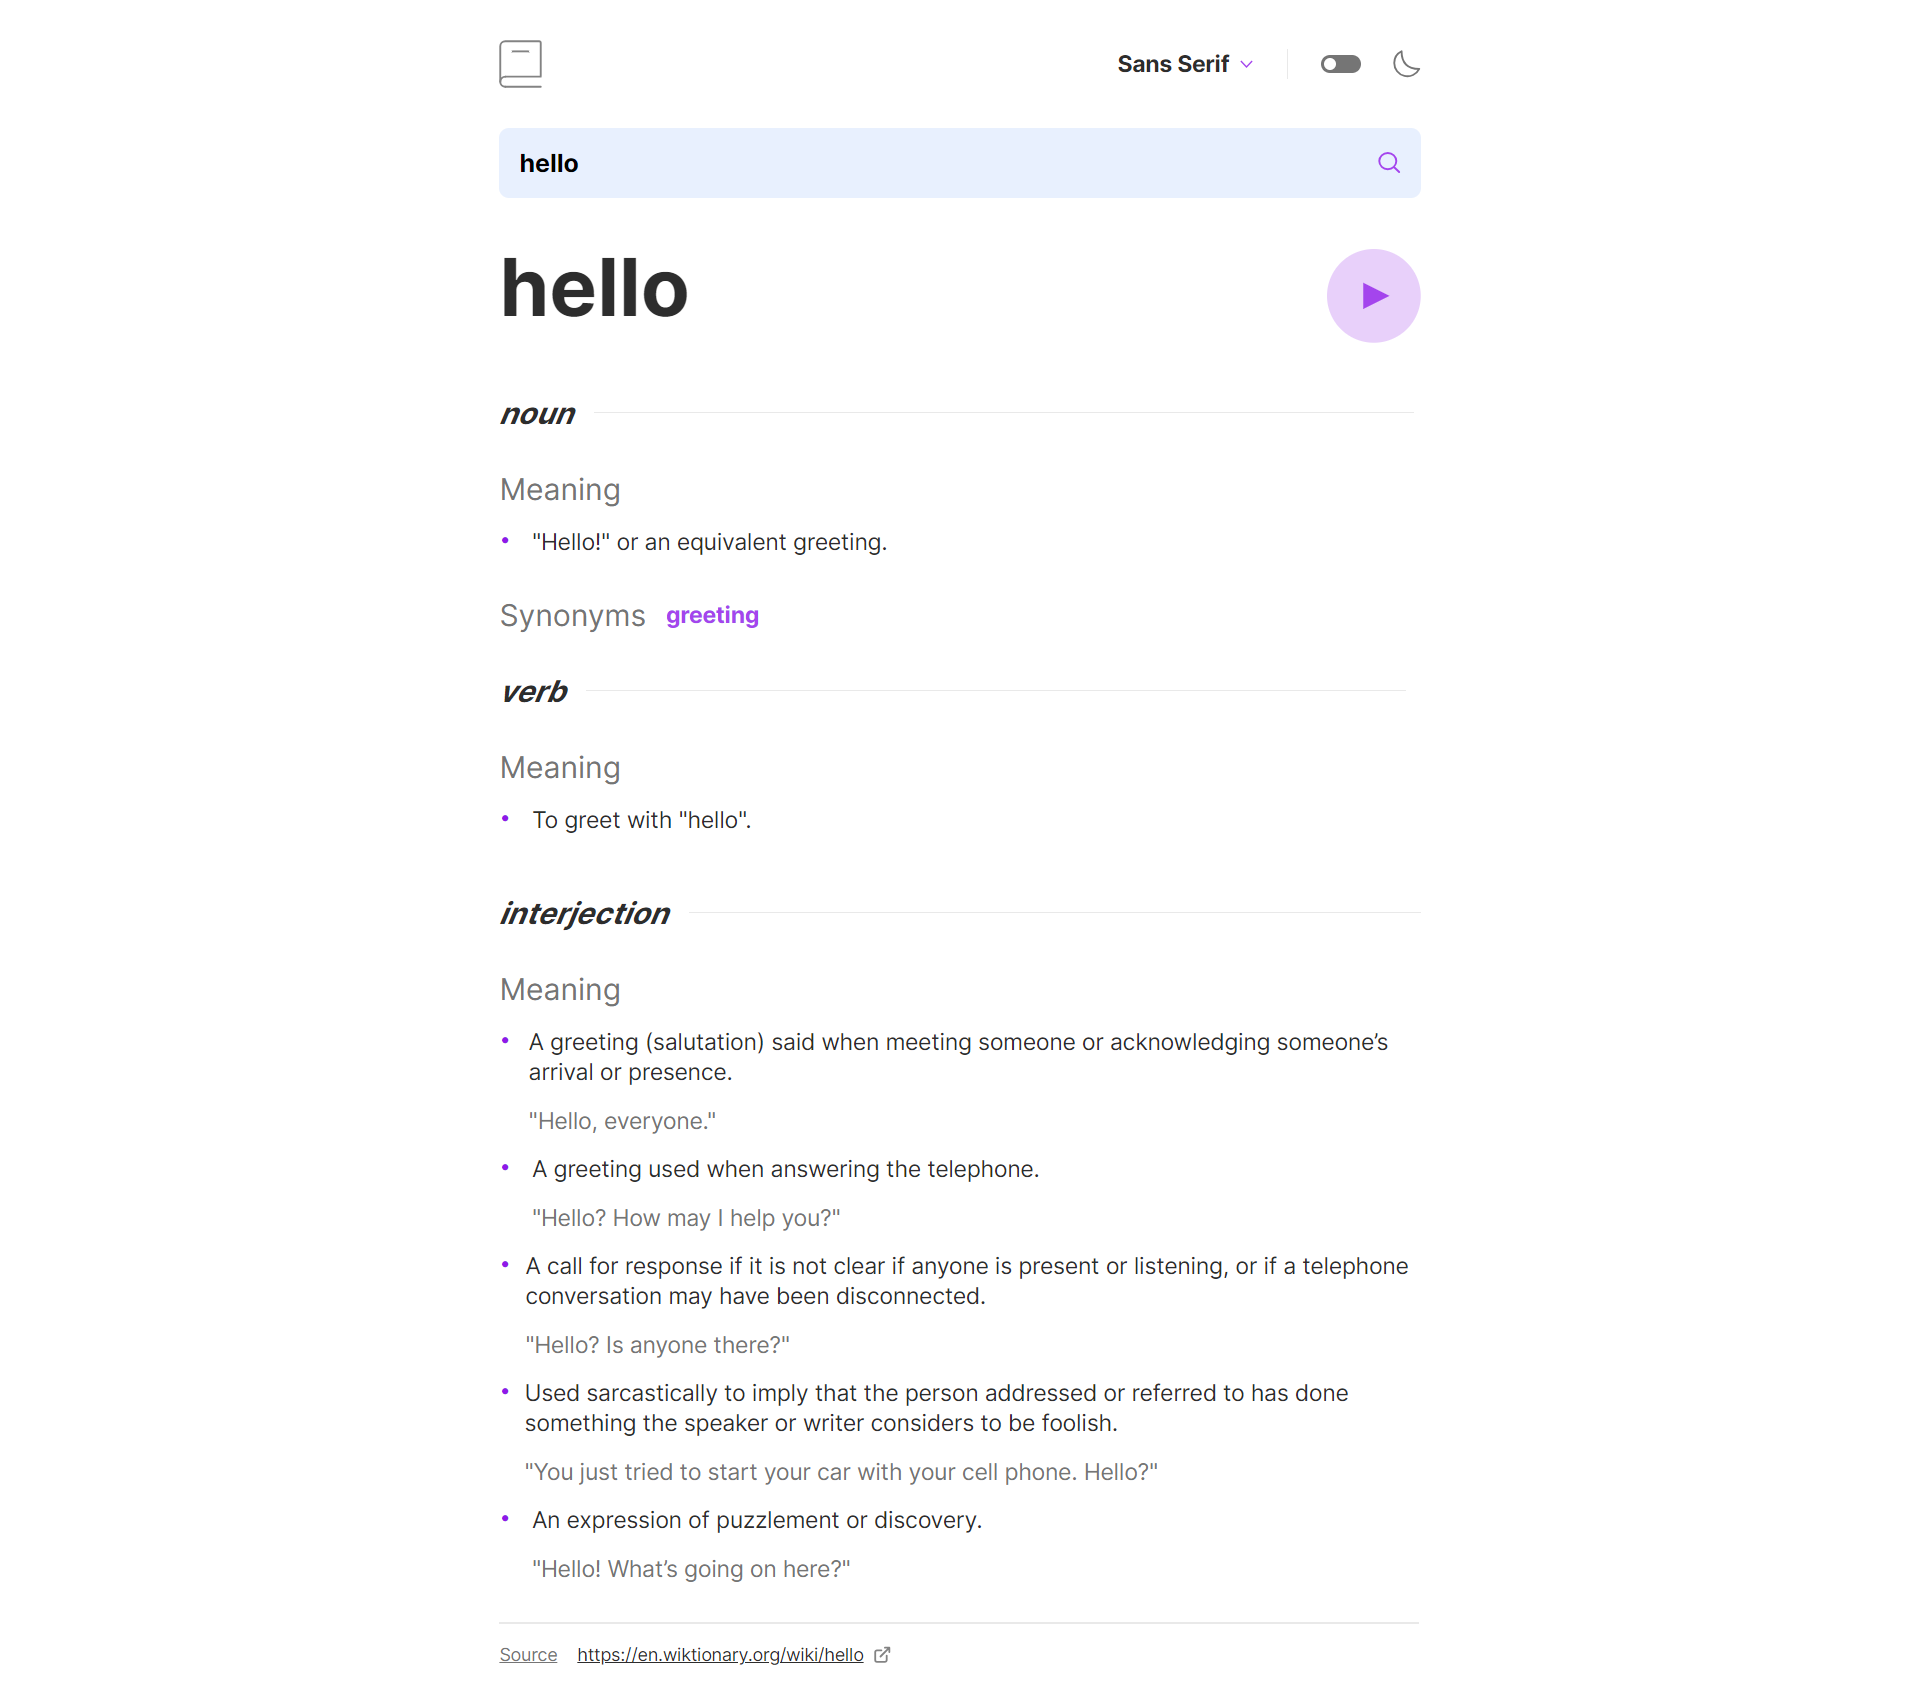 Sans Serif
hello
hello
noun
Meaning
"Hello!" or an equivalent greeting.
Synonyms greeting
verb
Meaning
To greet with "hello".
interjection
Meaning
A greeting (salutation) said when meeting someone or acknowledging someone’s
arrival or presence.
"Hello, everyone."
A greeting used when answering the telephone.
"Hello? How may I help you?"
A call for response if it is not clear if anyone is present or listening, or if a telephone
conversation may have been disconnected.
"Hello? Is anyone there?"
Used sarcastically to imply that the person addressed or referred to has done
something the speaker or writer considers to be foolish.
"You just tried to start your car with your cell phone. Hello?"
An expression of puzzlement or discovery.
"Hello! What’s going on here?"
Source https://en.wiktionary.org/wiki/hello